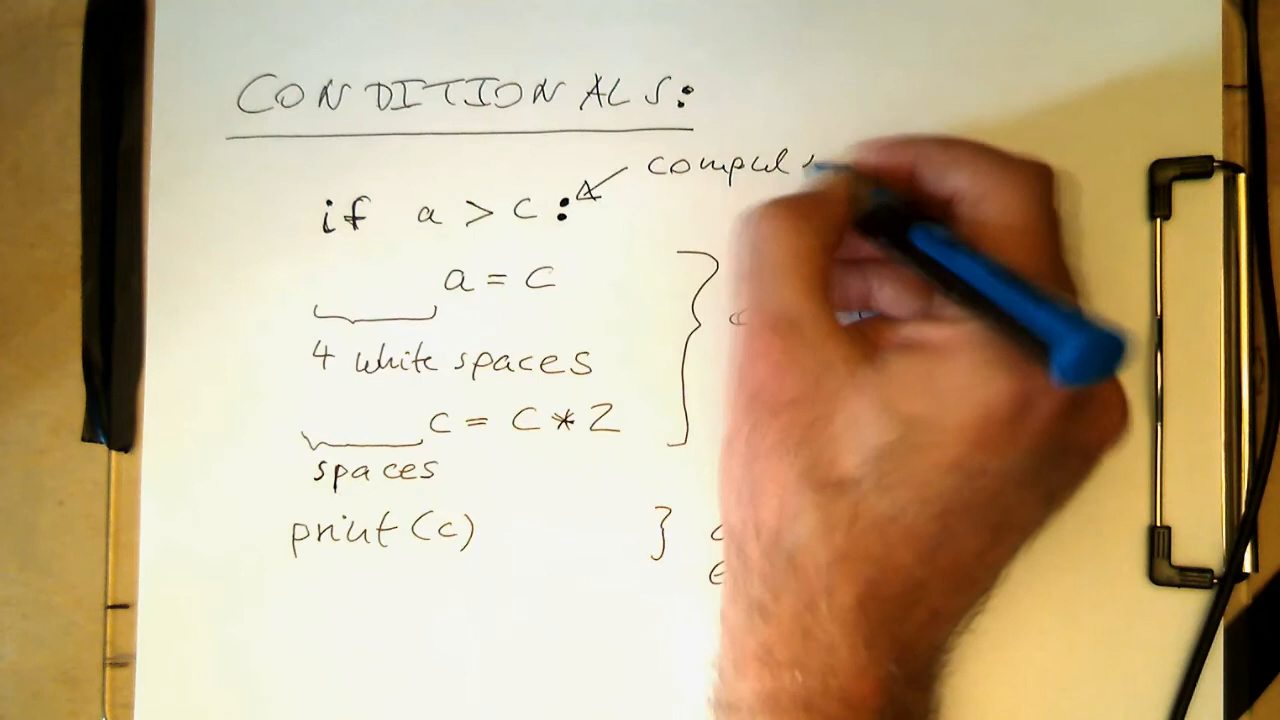 CONDITIONALS:
if a > c :
a = c
4 white spaces
c = c * 2
spaces
print (c) }